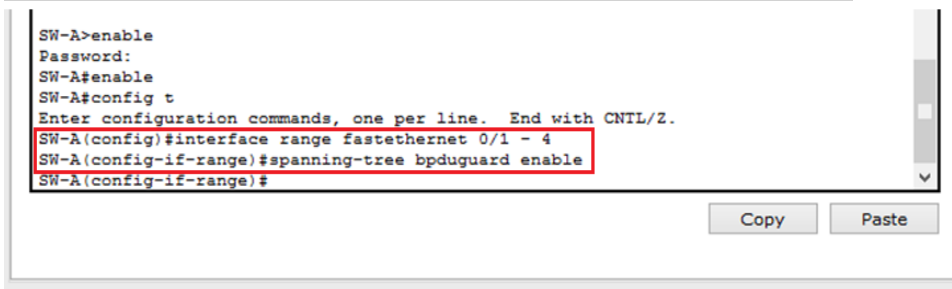 SW-A>enable
Password:
SW-A#enable
SW-A#config t
Enter configuration commands, one per line.  End with CNTL/Z.
SW-A(config)#interface range fastethernet 0/1 - 4
SW-A(config-if-range)#spanning-tree bpduguard enable
SW-A(config-if-range)#
Copy Paste